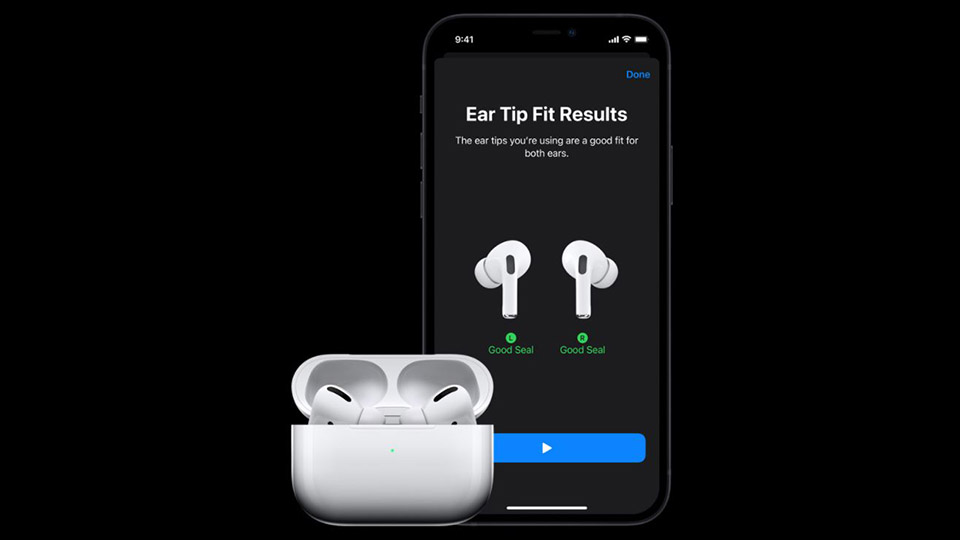 9:41
Done
Ear Tip Fit Results
The ear tips you're using are a good fit for
both ears.
L R
Good Seal Good Seal